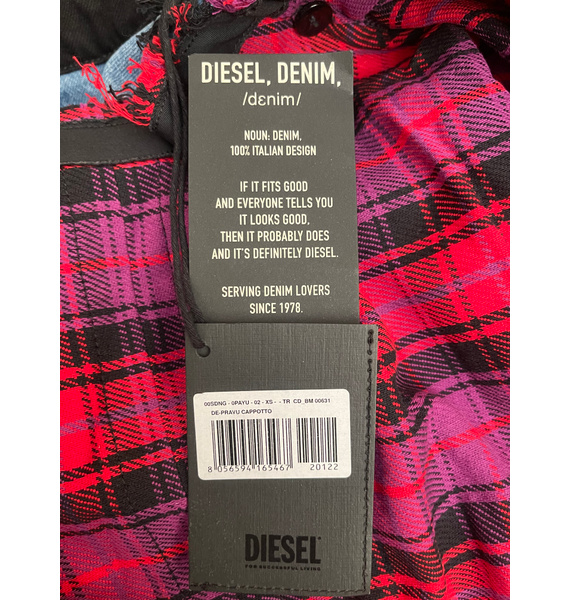 DIESEL, DENIM,
/dɛnim/
NOUN: DENIM,
100% ITALIAN DESIGN
IF IT FITS GOOD
AND EVERYONE TELLS YOU
IT LOOKS GOOD,
THEN IT PROBABLY DOES
AND IT'S DEFINITELY DIESEL.
SERVING DENIM LOVERS
SINCE 1978.
00SDNG - 0PAYU - 02 - XS - - TR CD_BM 00631
DE-PRAVU CAPPOTTO
8 056594 165467 20122
DIESEL
FOR SUCCESSFUL LIVING